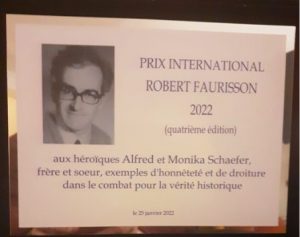 PRIX INTERNATIONAL
ROBERT FAURISSON
2022
(quatrième édition)
aux héroïques Alfred et Monika Schaefer,
frère et soeur, exemples d'honnêteté et de droiture
dans le combat pour la vérité historique
le 25 janvier 2022